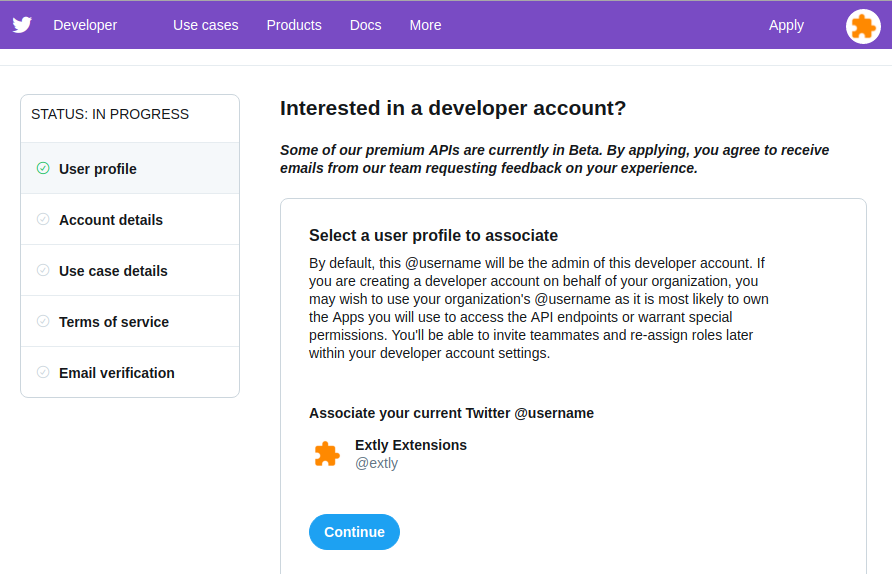 Developer Use cases Products Docs More Apply
STATUS: IN PROGRESS
User profile
Account details
Use case details
Terms of service
Email verification
Interested in a developer account?
Some of our premium APIs are currently in Beta. By applying, you agree to receive
emails from our team requesting feedback on your experience.
Select a user profile to associate
By default, this @username will be the admin of this developer account. If
you are creating a developer account on behalf of your organization, you
may wish to use your organization's @username as it is most likely to own
the Apps you will use to access the API endpoints or warrant special
permissions. You'll be able to invite teammates and re-assign roles later
within your developer account settings.
Associate your current Twitter @username
Extly Extensions
@extly
Continue